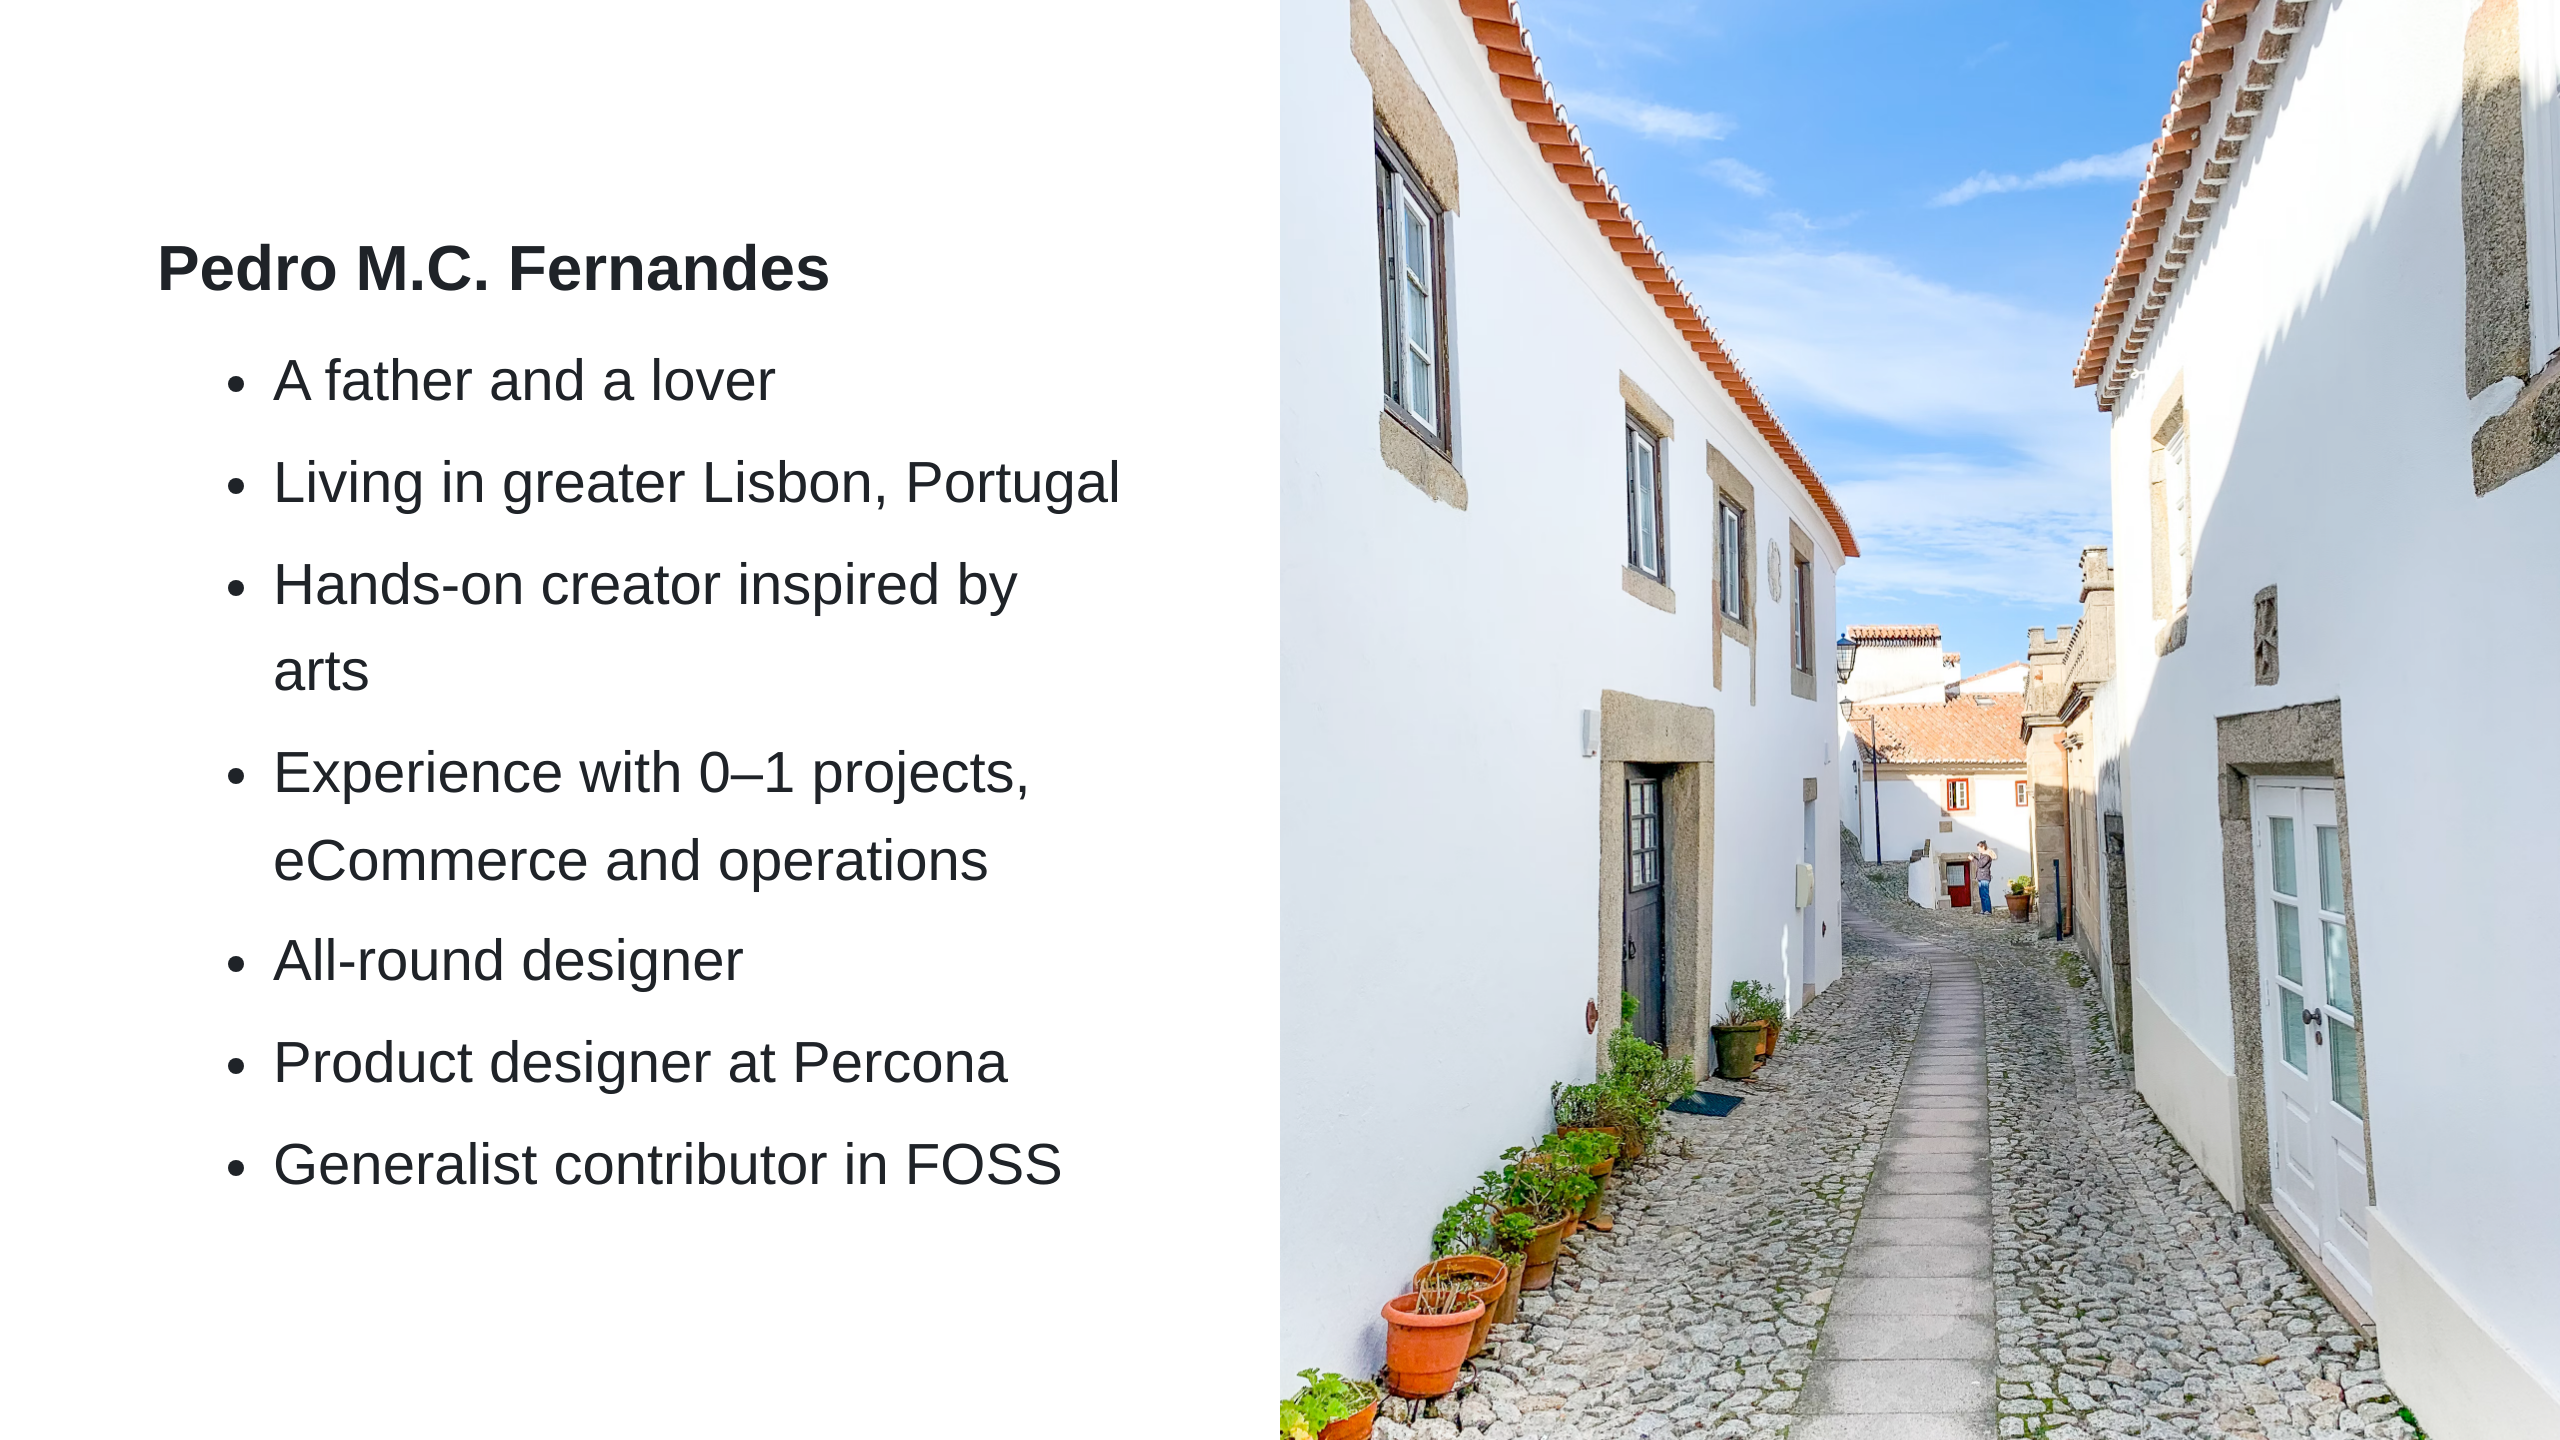 Pedro M.C. Fernandes
• A father and a lover
• Living in greater Lisbon, Portugal
• Hands-on creator inspired by
arts
• Experience with 0–1 projects,
eCommerce and operations
• All-round designer
• Product designer at Percona
• Generalist contributor in FOSS